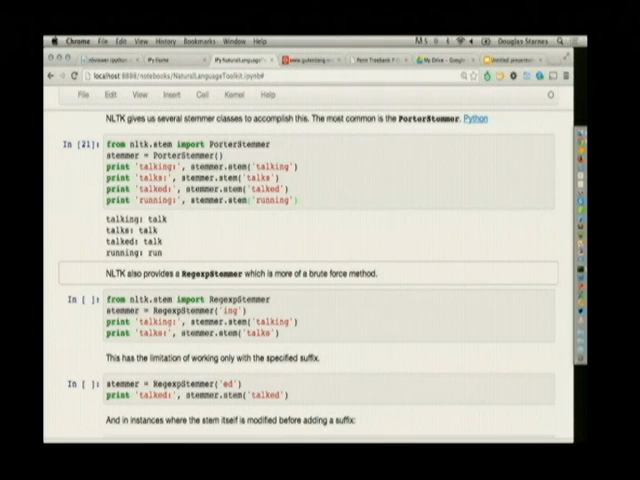 Chrome File Edit View History Bookmarks Window Help Douglas Starnes
localhost:8888/notebooks/NaturalLanguageToolkit.ipynb#
File Edit View Insert Cell Kernel Help
NLTK gives us several stemmer classes to accomplish this. The most common is the PorterStemmer. Python
In [21]: from nltk.stem import PorterStemmer
stemmer = PorterStemmer()
print 'talking:', stemmer.stem('talking')
print 'talks:', stemmer.stem('talks')
print 'talked:', stemmer.stem('talked')
print 'running:', stemmer.stem('running')
talking: talk
talks: talk
talked: talk
running: run
NLTK also provides a RegexpStemmer which is more of a brute force method.
In [ ]: from nltk.stem import RegexpStemmer
stemmer = RegexpStemmer('ing')
print 'talking:', stemmer.stem('talking')
print 'talks:', stemmer.stem('talks')
This has the limitation of working only with the specified suffix.
In [ ]: stemmer = RegexpStemmer('ed')
print 'talked:', stemmer.stem('talked')
And in instances where the stem itself is modified before adding a suffix: